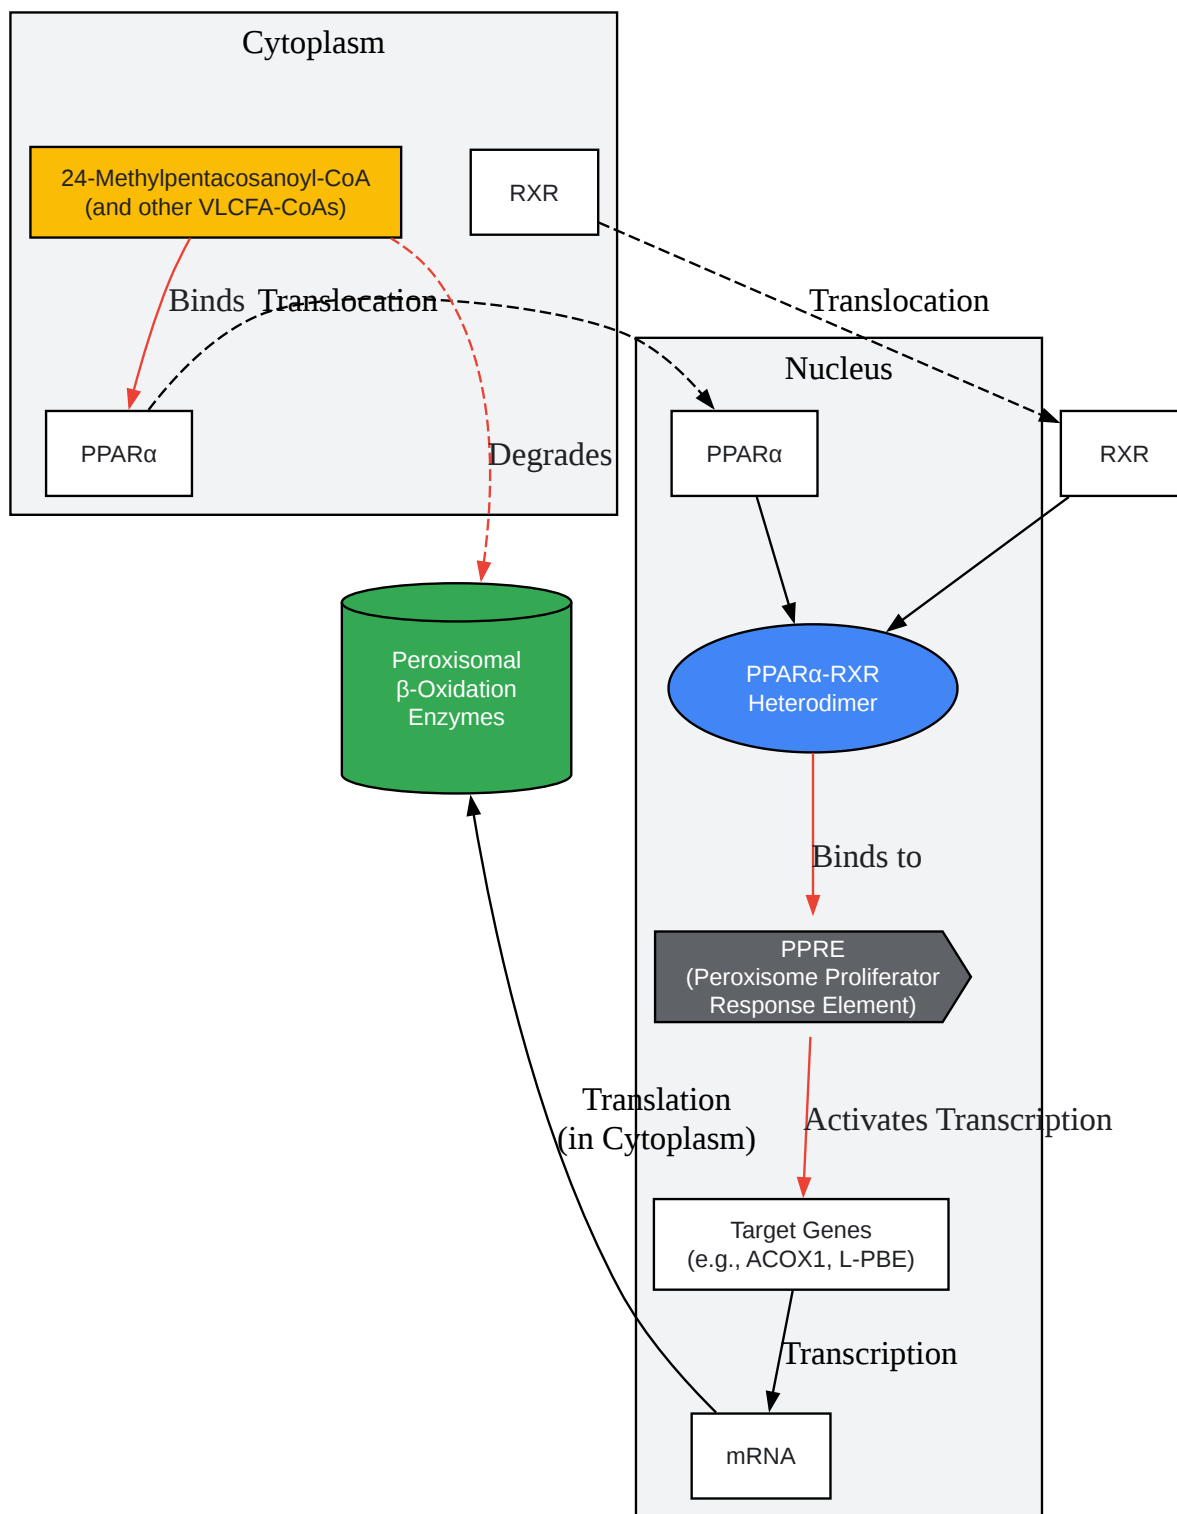 Cytoplasm
24-Methylpentacosanoyl-CoA
(and other VLCFA-CoAs)
RXR
Binds
Translocation
Translocation
Nucleus
PPARα
Degrades
PPARα
RXR
Peroxisomal
β-Oxidation
Enzymes
PPARα-RXR
Heterodimer
Binds to
PPRE
(Peroxisome Proliferator
Response Element)
Translation
(in Cytoplasm)
Activates Transcription
Target Genes
(e.g., ACOX1, L-PBE)
Transcription
mRNA